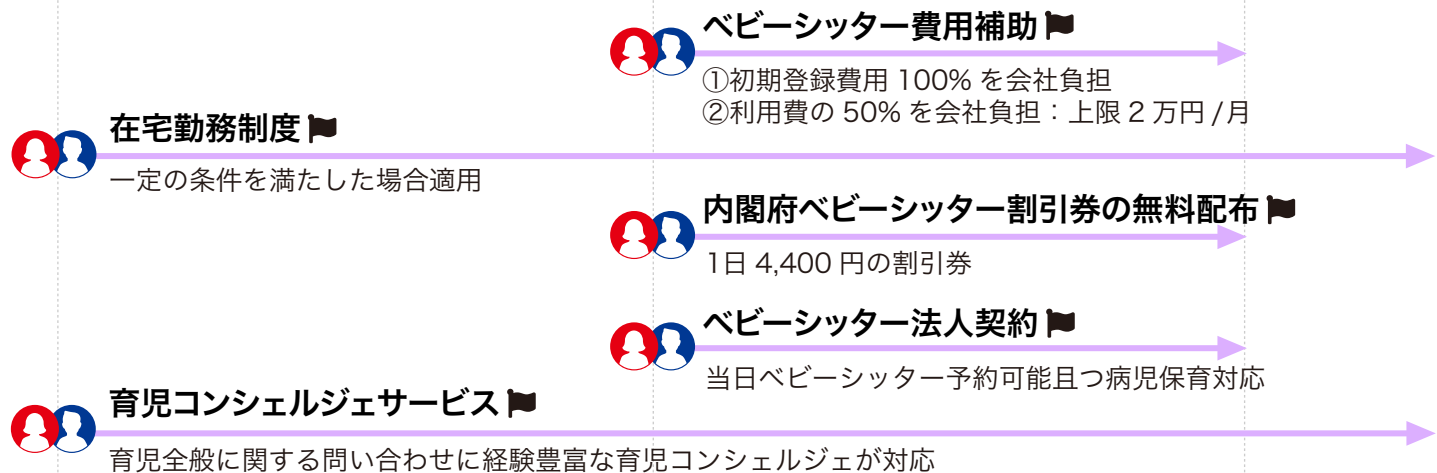 ベビーシッター費用補助
①初期登録費用 100% を会社負担
②利用費の 50% を会社負担：上限 2 万円 / 月
在宅勤務制度
一定の条件を満たした場合適用
内閣府ベビーシッター割引券の無料配布
1日 4,400 円の割引券
ベビーシッター法人契約
当日ベビーシッター予約可能且つ病児保育対応
育児コンシェルジェサービス
育児全般に関する問い合わせに経験豊富な育児コンシェルジェが対応